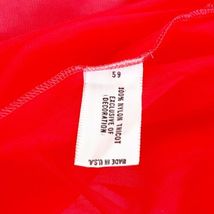 59
100% NYLON TRICOT
EXCLUSIVE OF
DECORATION
MADE IN U.S.A.